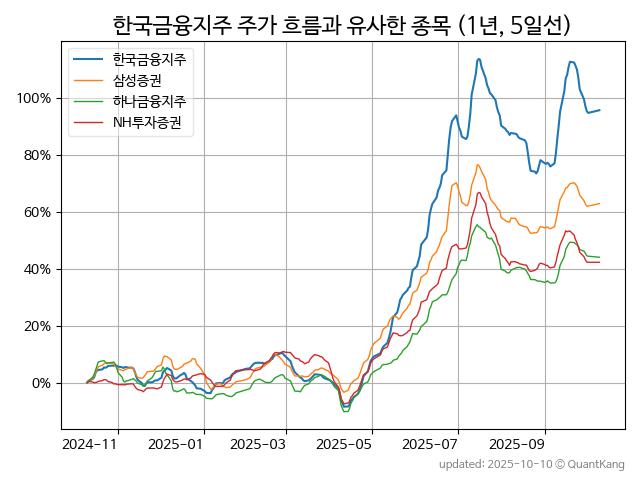 한국금융지주 주가 흐름과 유사한 종목 (1년, 5일선)
한국금융지주
삼성증권
하나금융지주
NH투자증권
100%
80%
60%
40%
20%
0%
2024-11
2025-01
2025-03
2025-05
2025-07
2025-09
updated: 2025-10-10 © QuantKang